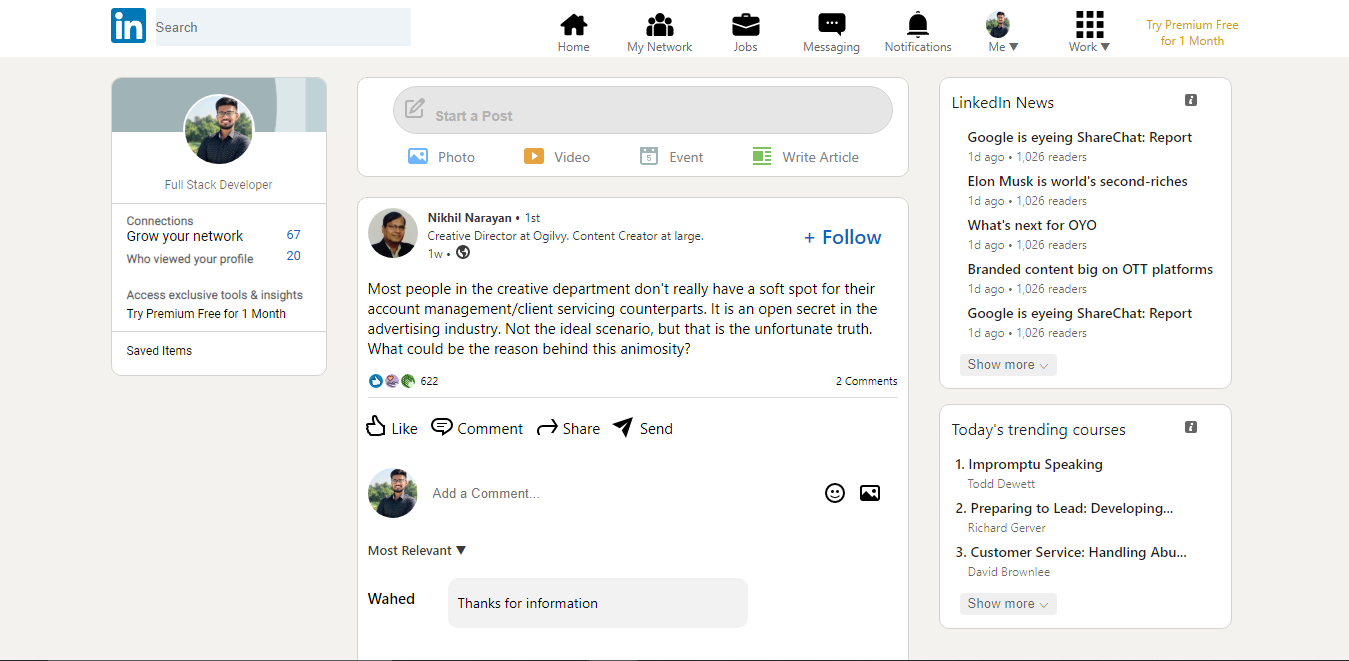 in Search
Home
My Network
Jobs
Messaging
Notifications
Me ▼
Work ▼
Try Premium Free
for 1 Month
Full Stack Developer
Connections
Grow your network 67
Who viewed your profile 20
Access exclusive tools & insights
Try Premium Free for 1 Month
Saved Items
Start a Post
Photo
Video
5 Event
Write Article
Nikhil Narayan • 1st
Creative Director at Ogilvy. Content Creator at large.
1w •
+ Follow
Most people in the creative department don't really have a soft spot for their
account management/client servicing counterparts. It is an open secret in the
advertising industry. Not the ideal scenario, but that is the unfortunate truth.
What could be the reason behind this animosity?
622
2 Comments
Like
Comment
Share
Send
Add a Comment...
Most Relevant ▼
Wahed
Thanks for information
LinkedIn News
Google is eyeing ShareChat: Report
1d ago • 1,026 readers
Elon Musk is world's second-riches
1d ago • 1,026 readers
What's next for OYO
1d ago • 1,026 readers
Branded content big on OTT platforms
1d ago • 1,026 readers
Google is eyeing ShareChat: Report
1d ago • 1,026 readers
Show more
Today's trending courses
1. Impromptu Speaking
Todd Dewett
2. Preparing to Lead: Developing...
Richard Gerver
3. Customer Service: Handling Abu...
David Brownlee
Show more